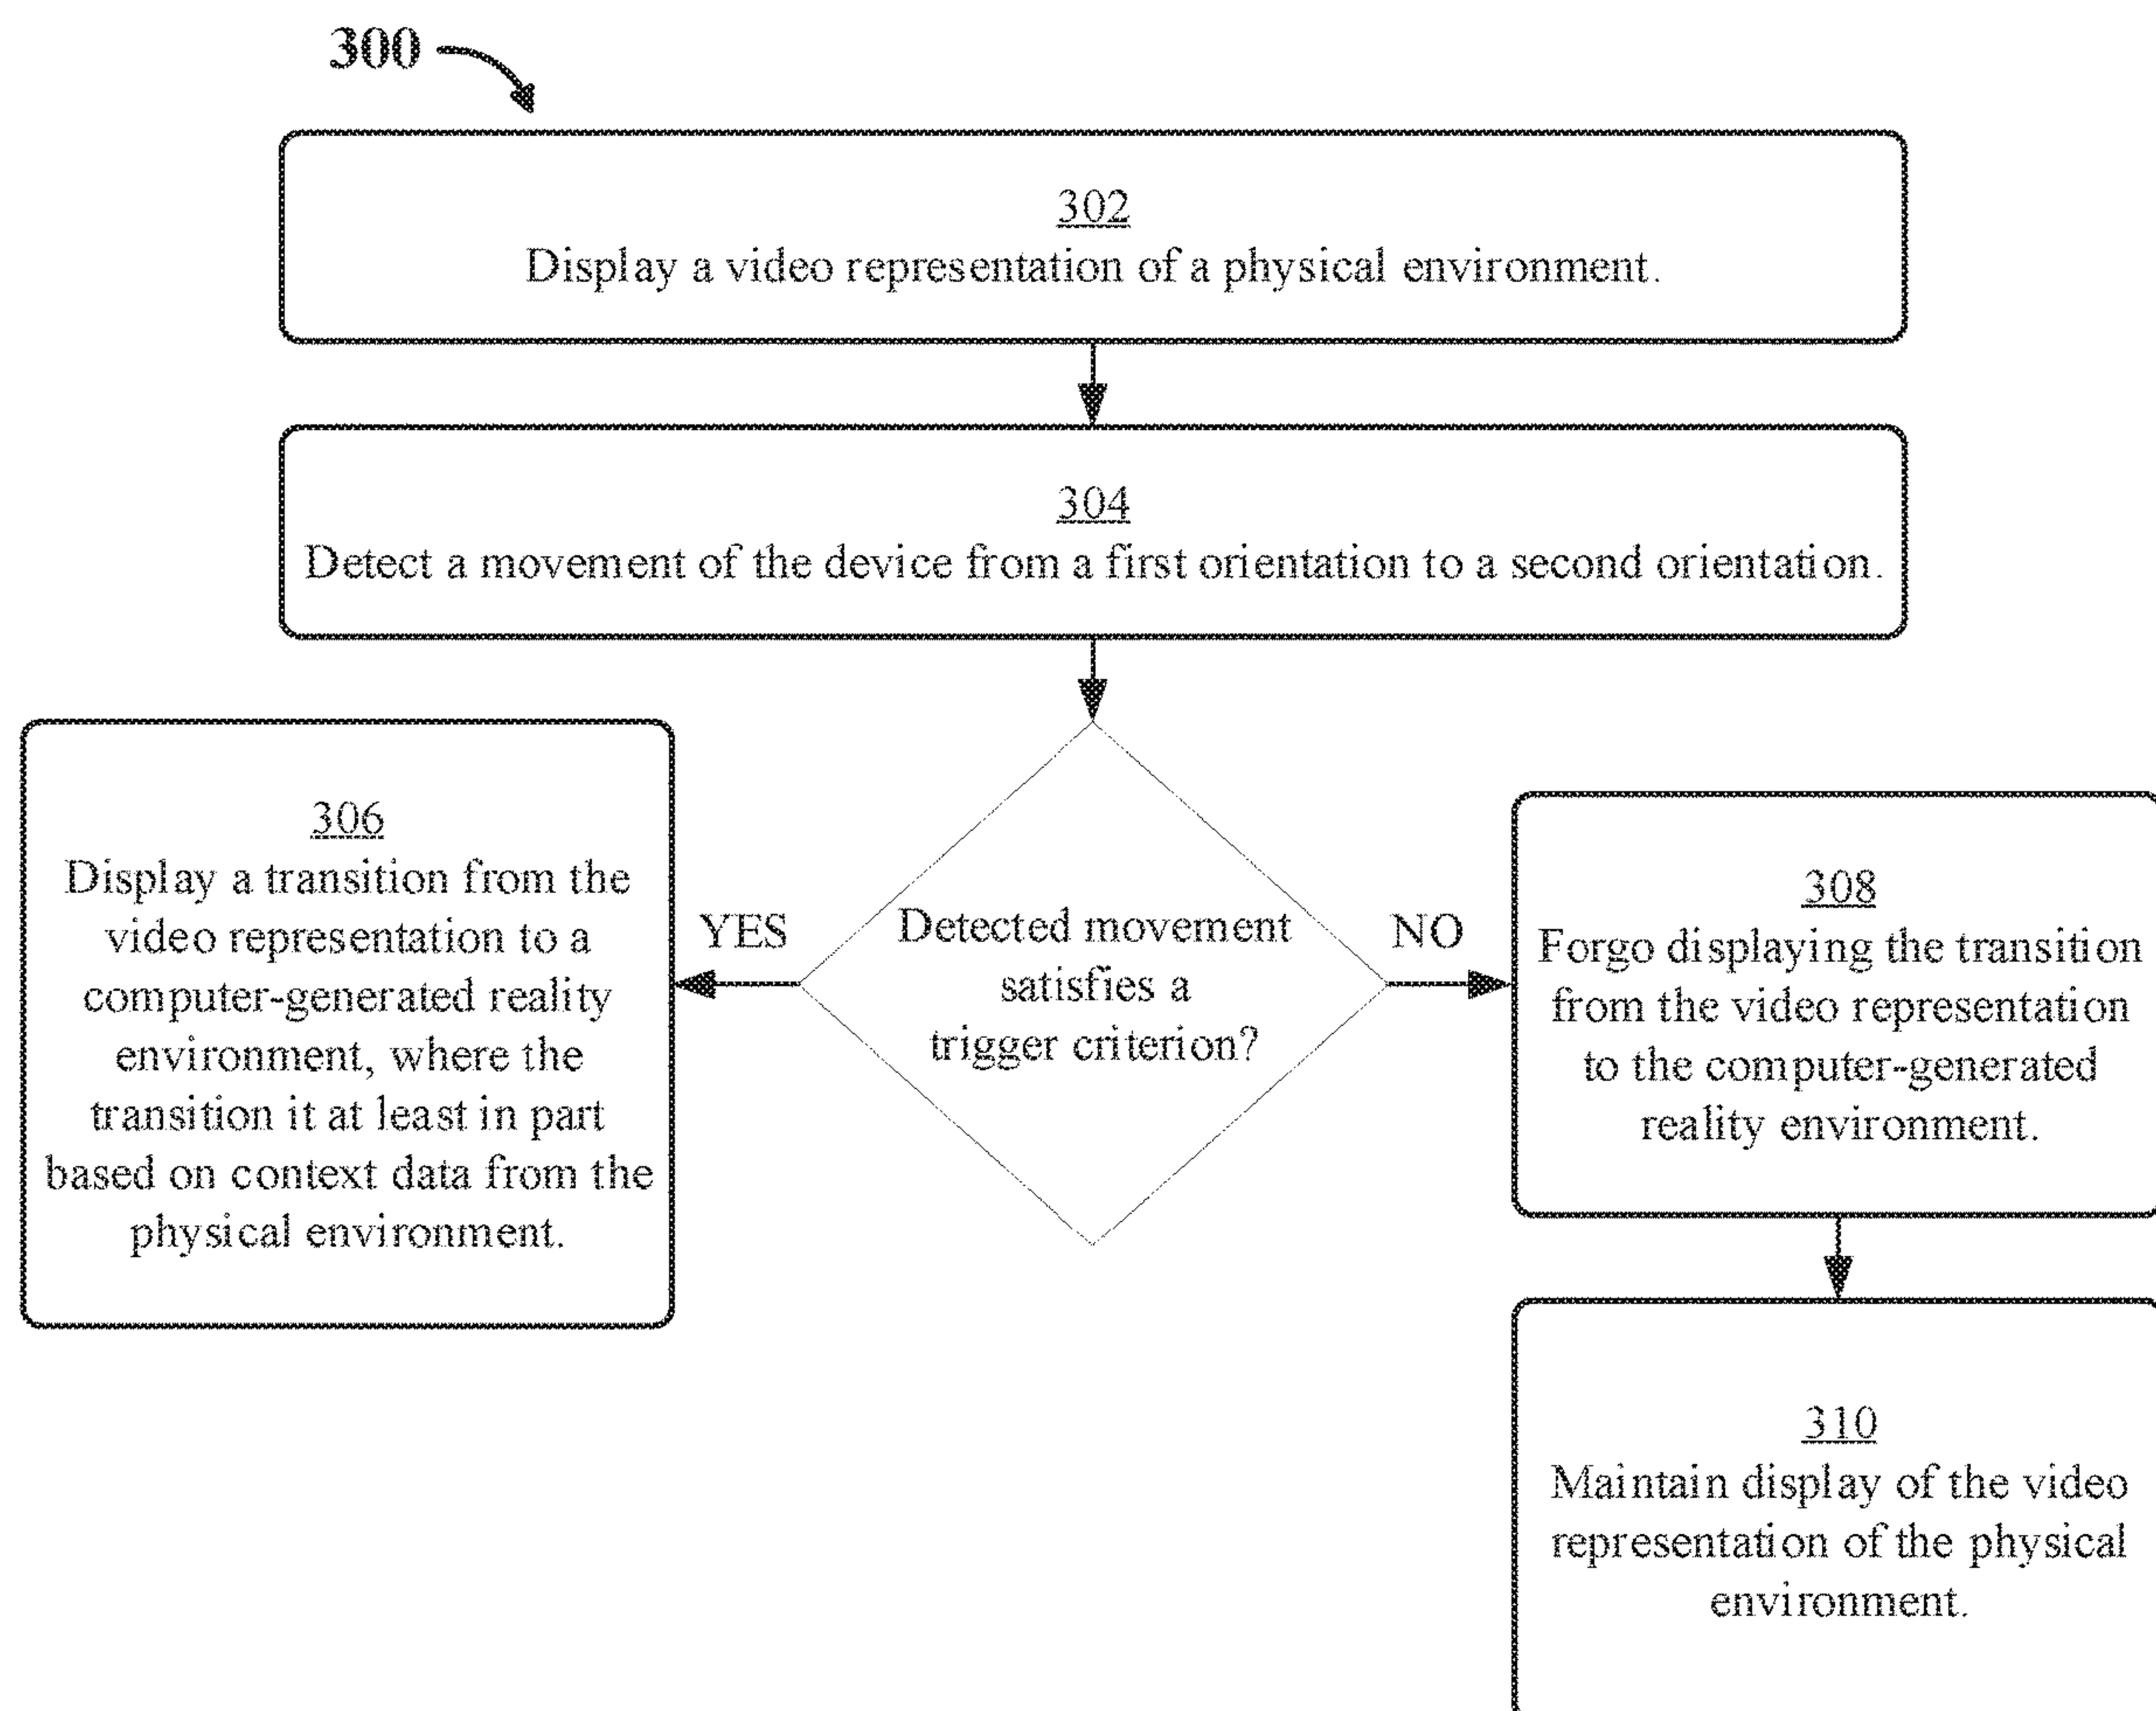 300
302
Display a video representation of a physical environment.
304
Detect a movement of the device from a first orientation to a second orientation.
306
Display a transition from the
video representation to a
computer-generated reality
environment, where the
transition it at least in part
based on context data from the
physical environment.
YES
Detected movement
satisfies a
trigger criterion?
NO
308
Forgo displaying the transition
from the video representation
to the computer-generated
reality environment.
310
Maintain display of the video
representation of the physical
environment.